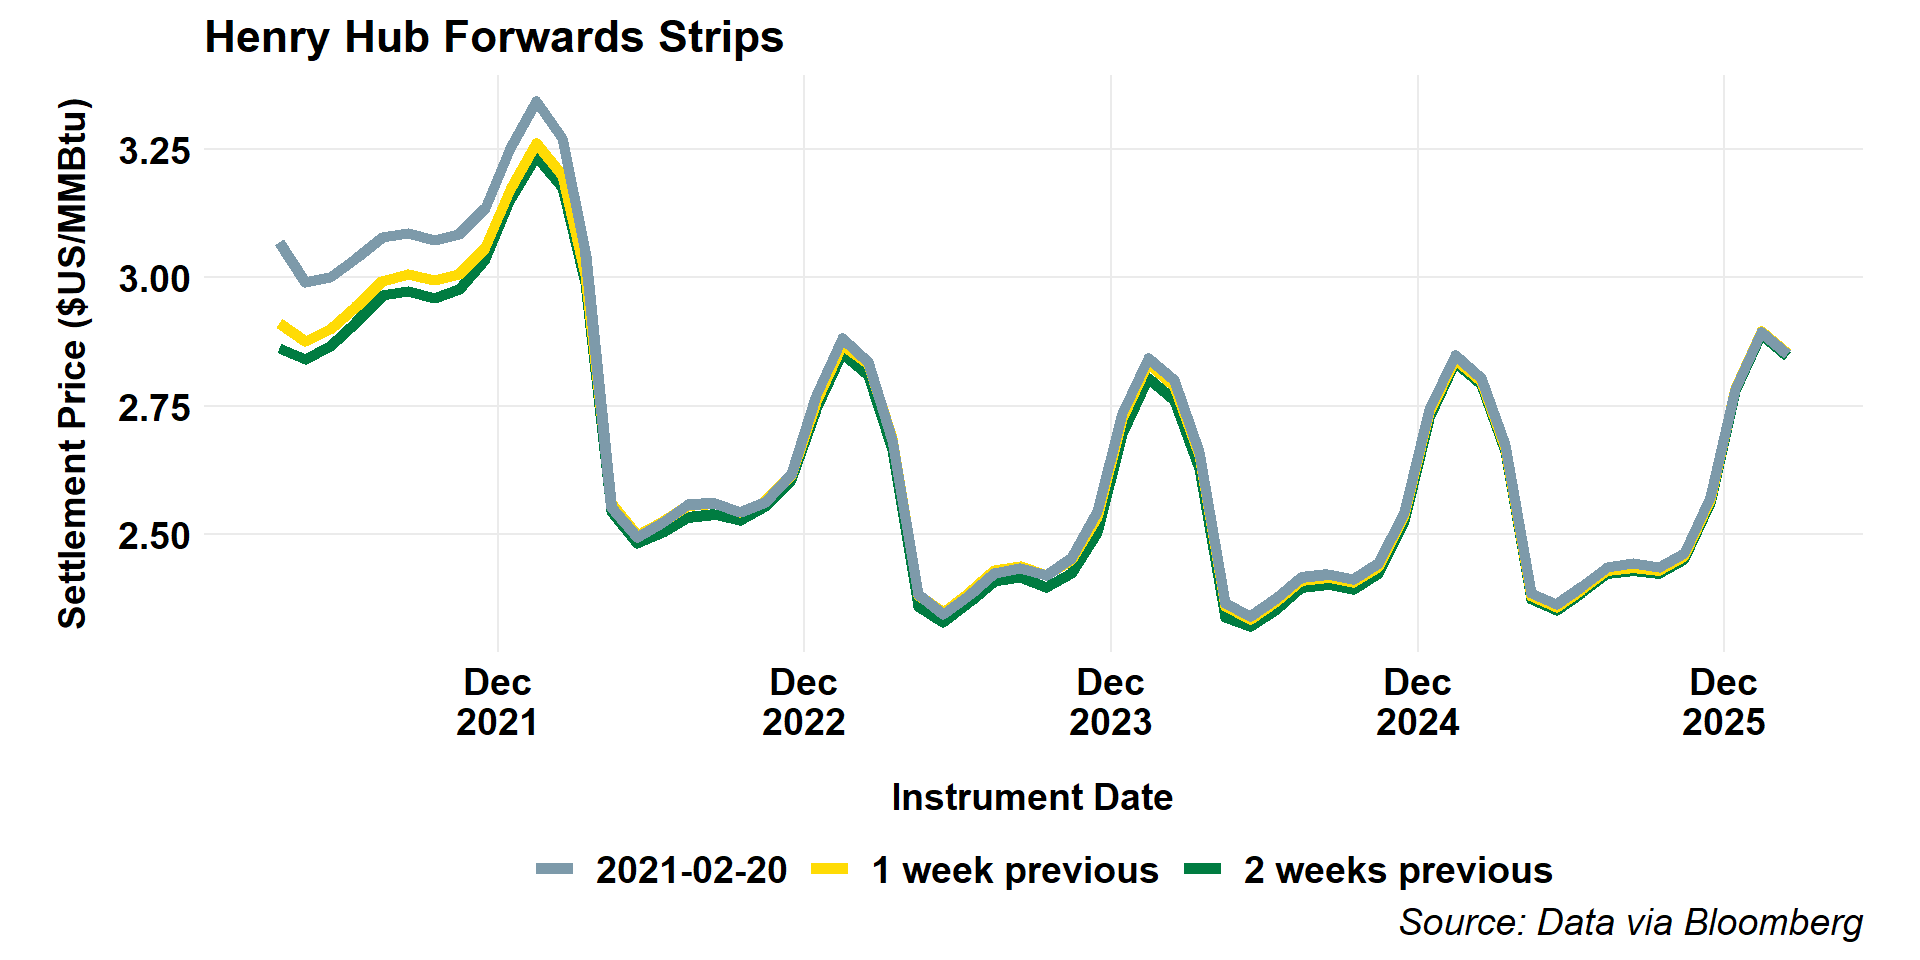 Henry Hub Forwards Strips
Settlement Price ($US/MMBtu)
3.25
3.00
2.75
2.50
Dec
2021
Dec
2022
Dec
2023
Dec
2024
Dec
2025
Instrument Date
2021-02-20 1 week previous 2 weeks previous
Source: Data via Bloomberg